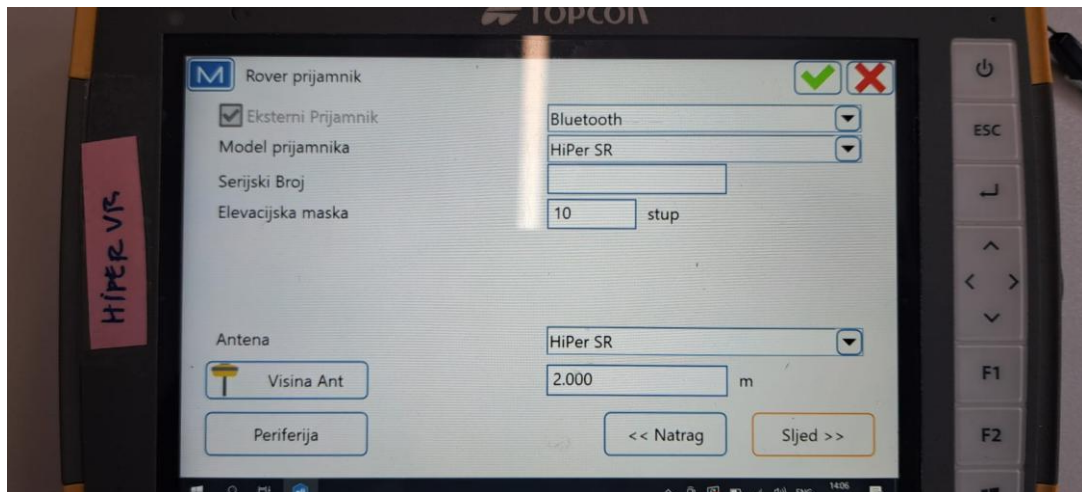 TOPCON
Rover prijamnik
Eksterni Prijamnik Bluetooth
Model prijamnika HiPer SR
Serijski Broj
Elevacijska maska 10 stup
Antena HiPer SR
Visina Ant 2.000 m
Periferija << Natrag Sljed >>
14:06
HiPER VR
ESC
F1
F2